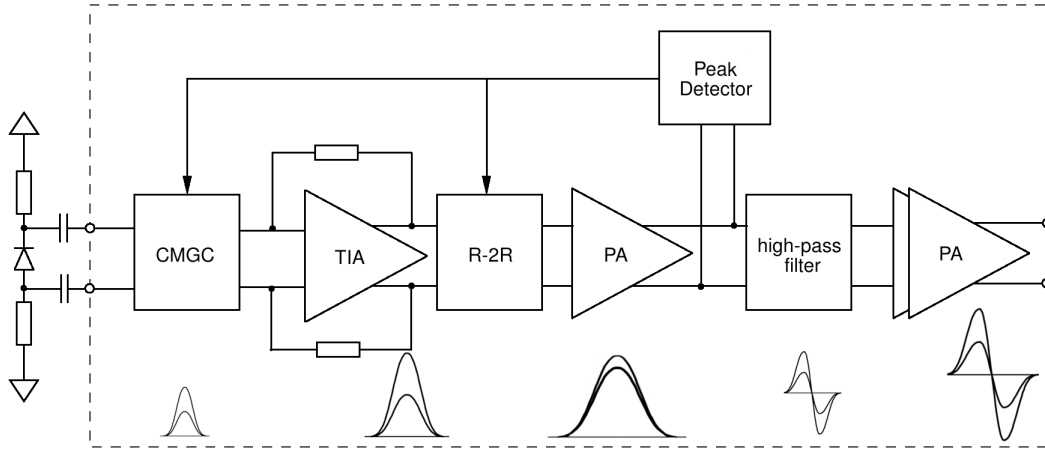 Peak
Detector
CMGC
TIA
R-2R
PA
high-pass
filter
PA